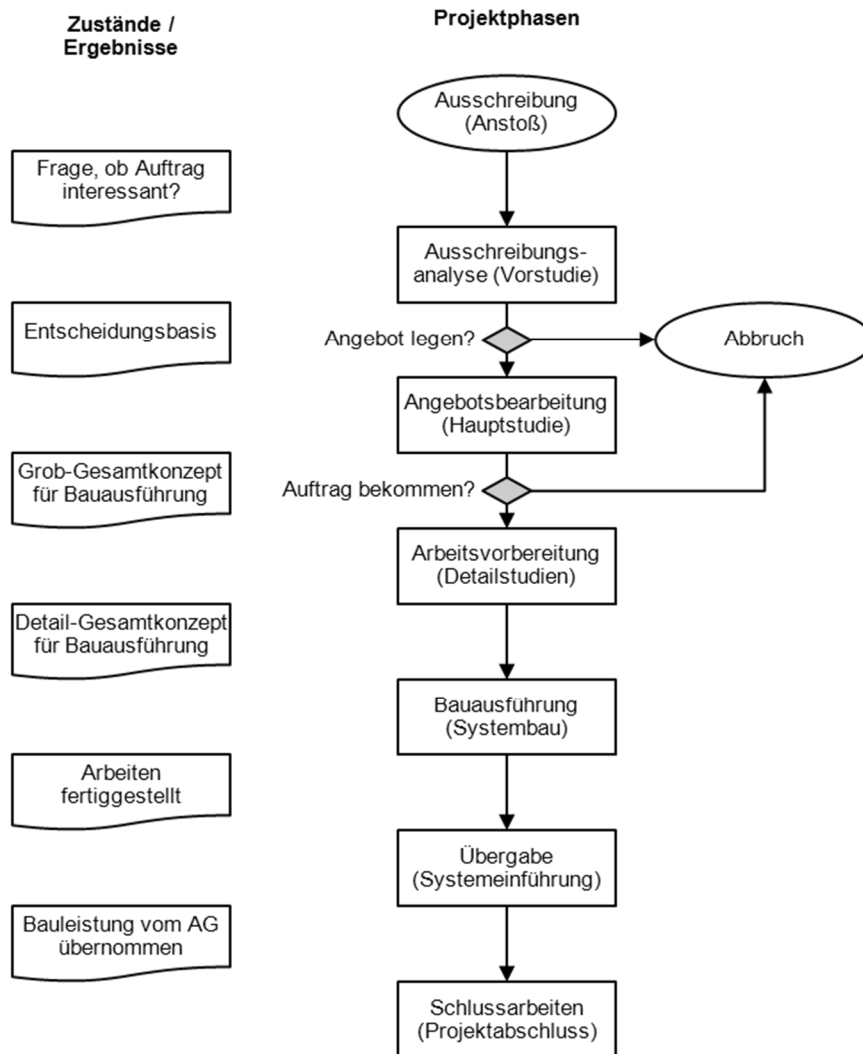 Zustände /
Ergebnisse
Projektphasen
Ausschreibung
(Anstoß)
Frage, ob Auftrag
interessant?
Ausschreibungs-
analyse (Vorstudie)
Entscheidungsbasis
Angebot legen?
Abbruch
Angebotsbearbeitung
(Hauptstudie)
Grob-Gesamtkonzept
für Bauausführung
Auftrag bekommen?
Arbeitsvorbereitung
(Detailstudien)
Detail-Gesamtkonzept
für Bauausführung
Bauausführung
(Systembau)
Arbeiten
fertiggestellt
Übergabe
(Systemeinführung)
Bauleistung vom AG
übernommen
Schlussarbeiten
(Projektabschluss)